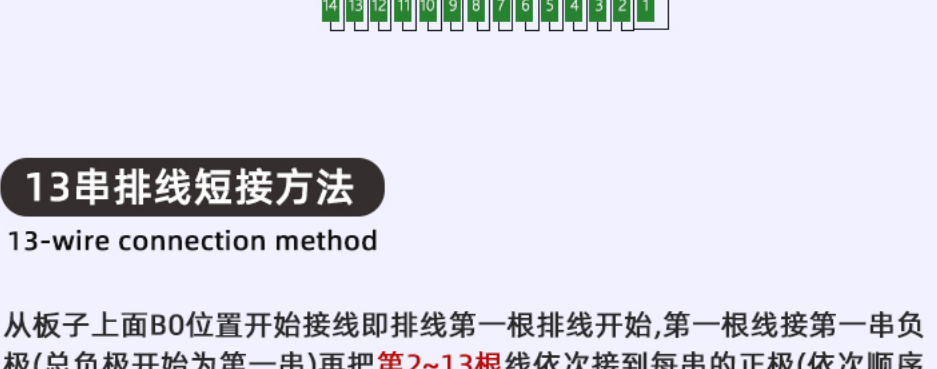 14 13 12 11 10 9 8 7 6 5 4 3 2 1
13串排线短接方法
13-wire connection method
从板子上面B0位置开始接线即排线第一根排线开始,第一根线接第一串负
极(总负极开始为第一串)再把第2~13根线依次接到每串的正极(依次顺序